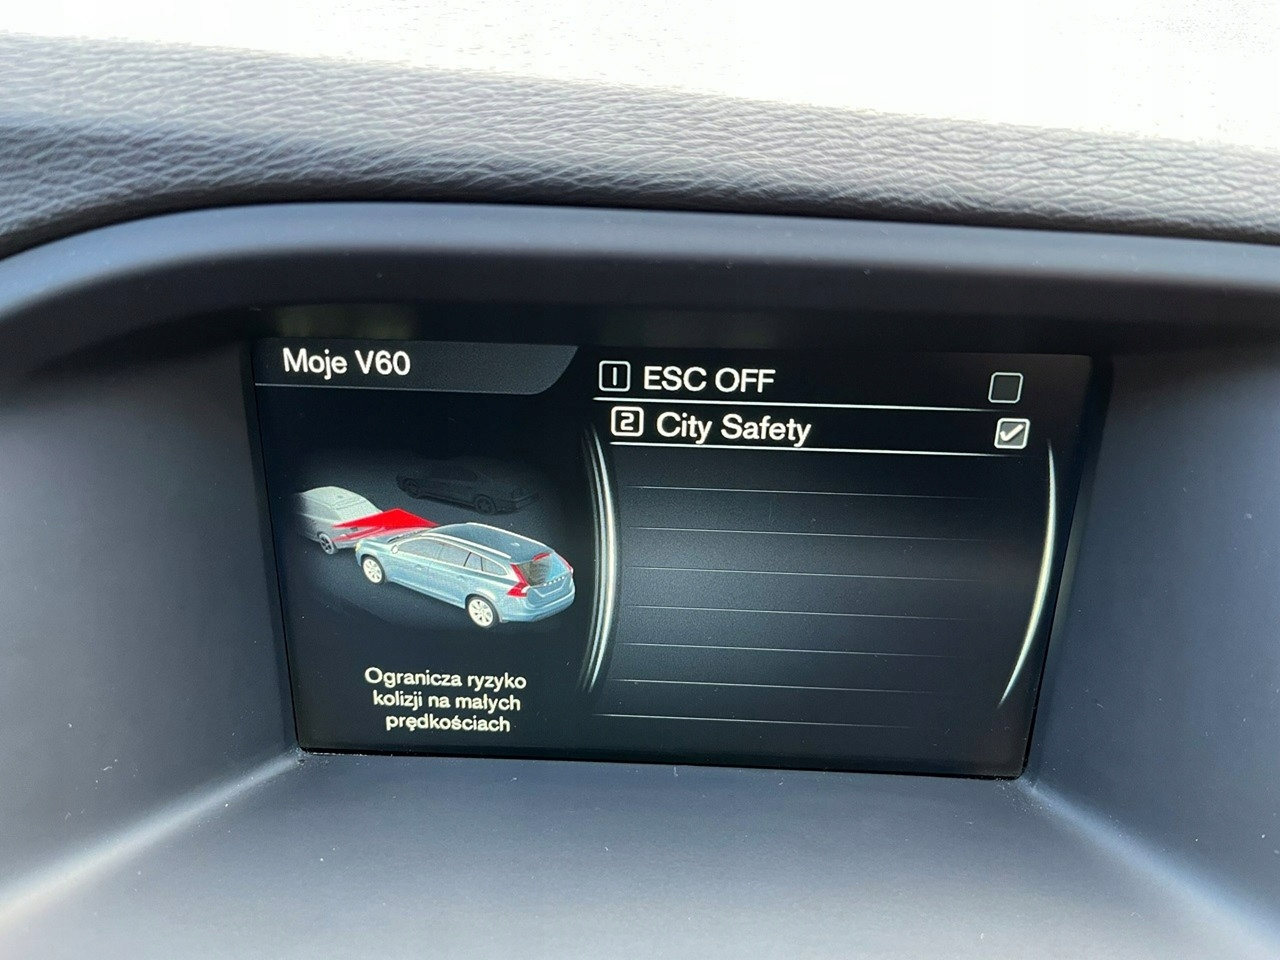 Moje V60
1 ESC OFF
2 City Safety
Ogranicza ryzyko
kolizji na małych
prędkościach